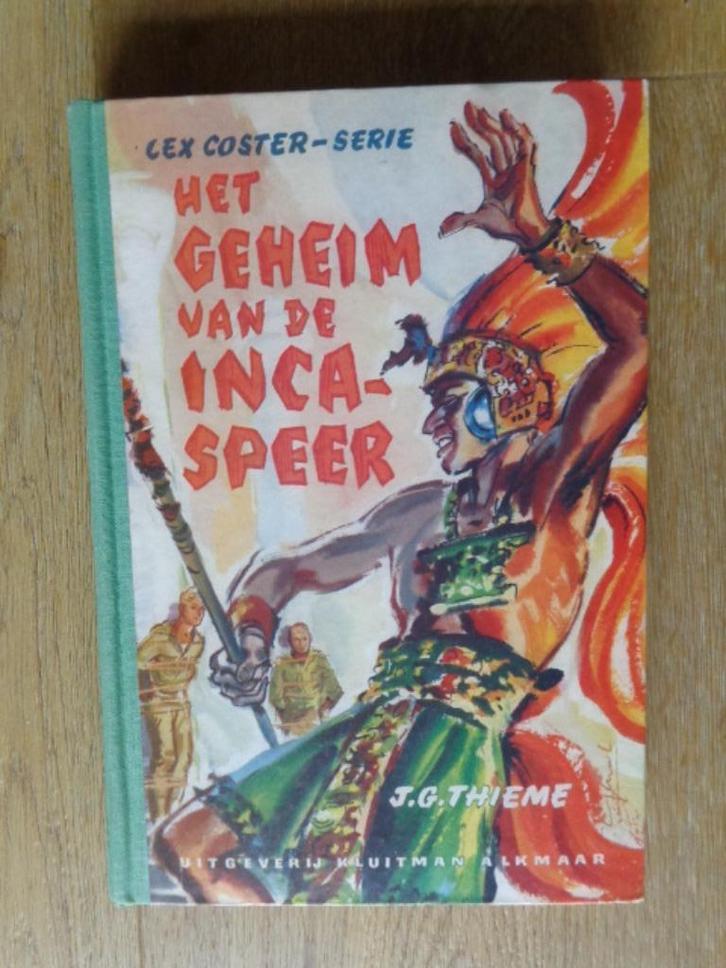 LEX COSTER-SERIE
HET
GEHEIM
VAN DE
INCA-
SPEER
J.G. THIEME
UITGEVERIJ KLUITMAN ALKMAAR